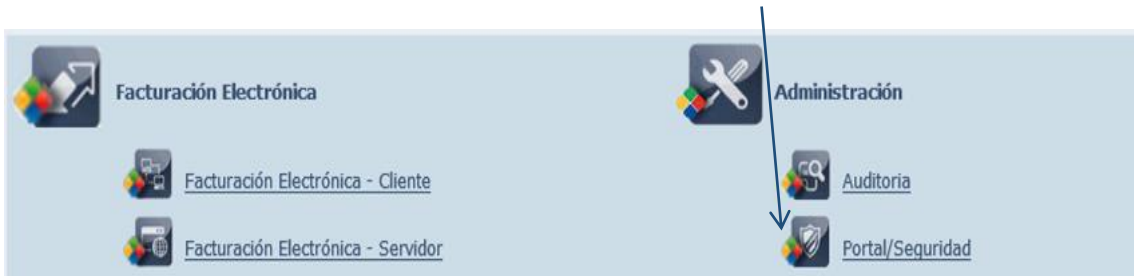 Facturación Electrónica
Facturación Electrónica - Cliente
Facturación Electrónica - Servidor
Administración
Auditoria
Portal/Seguridad